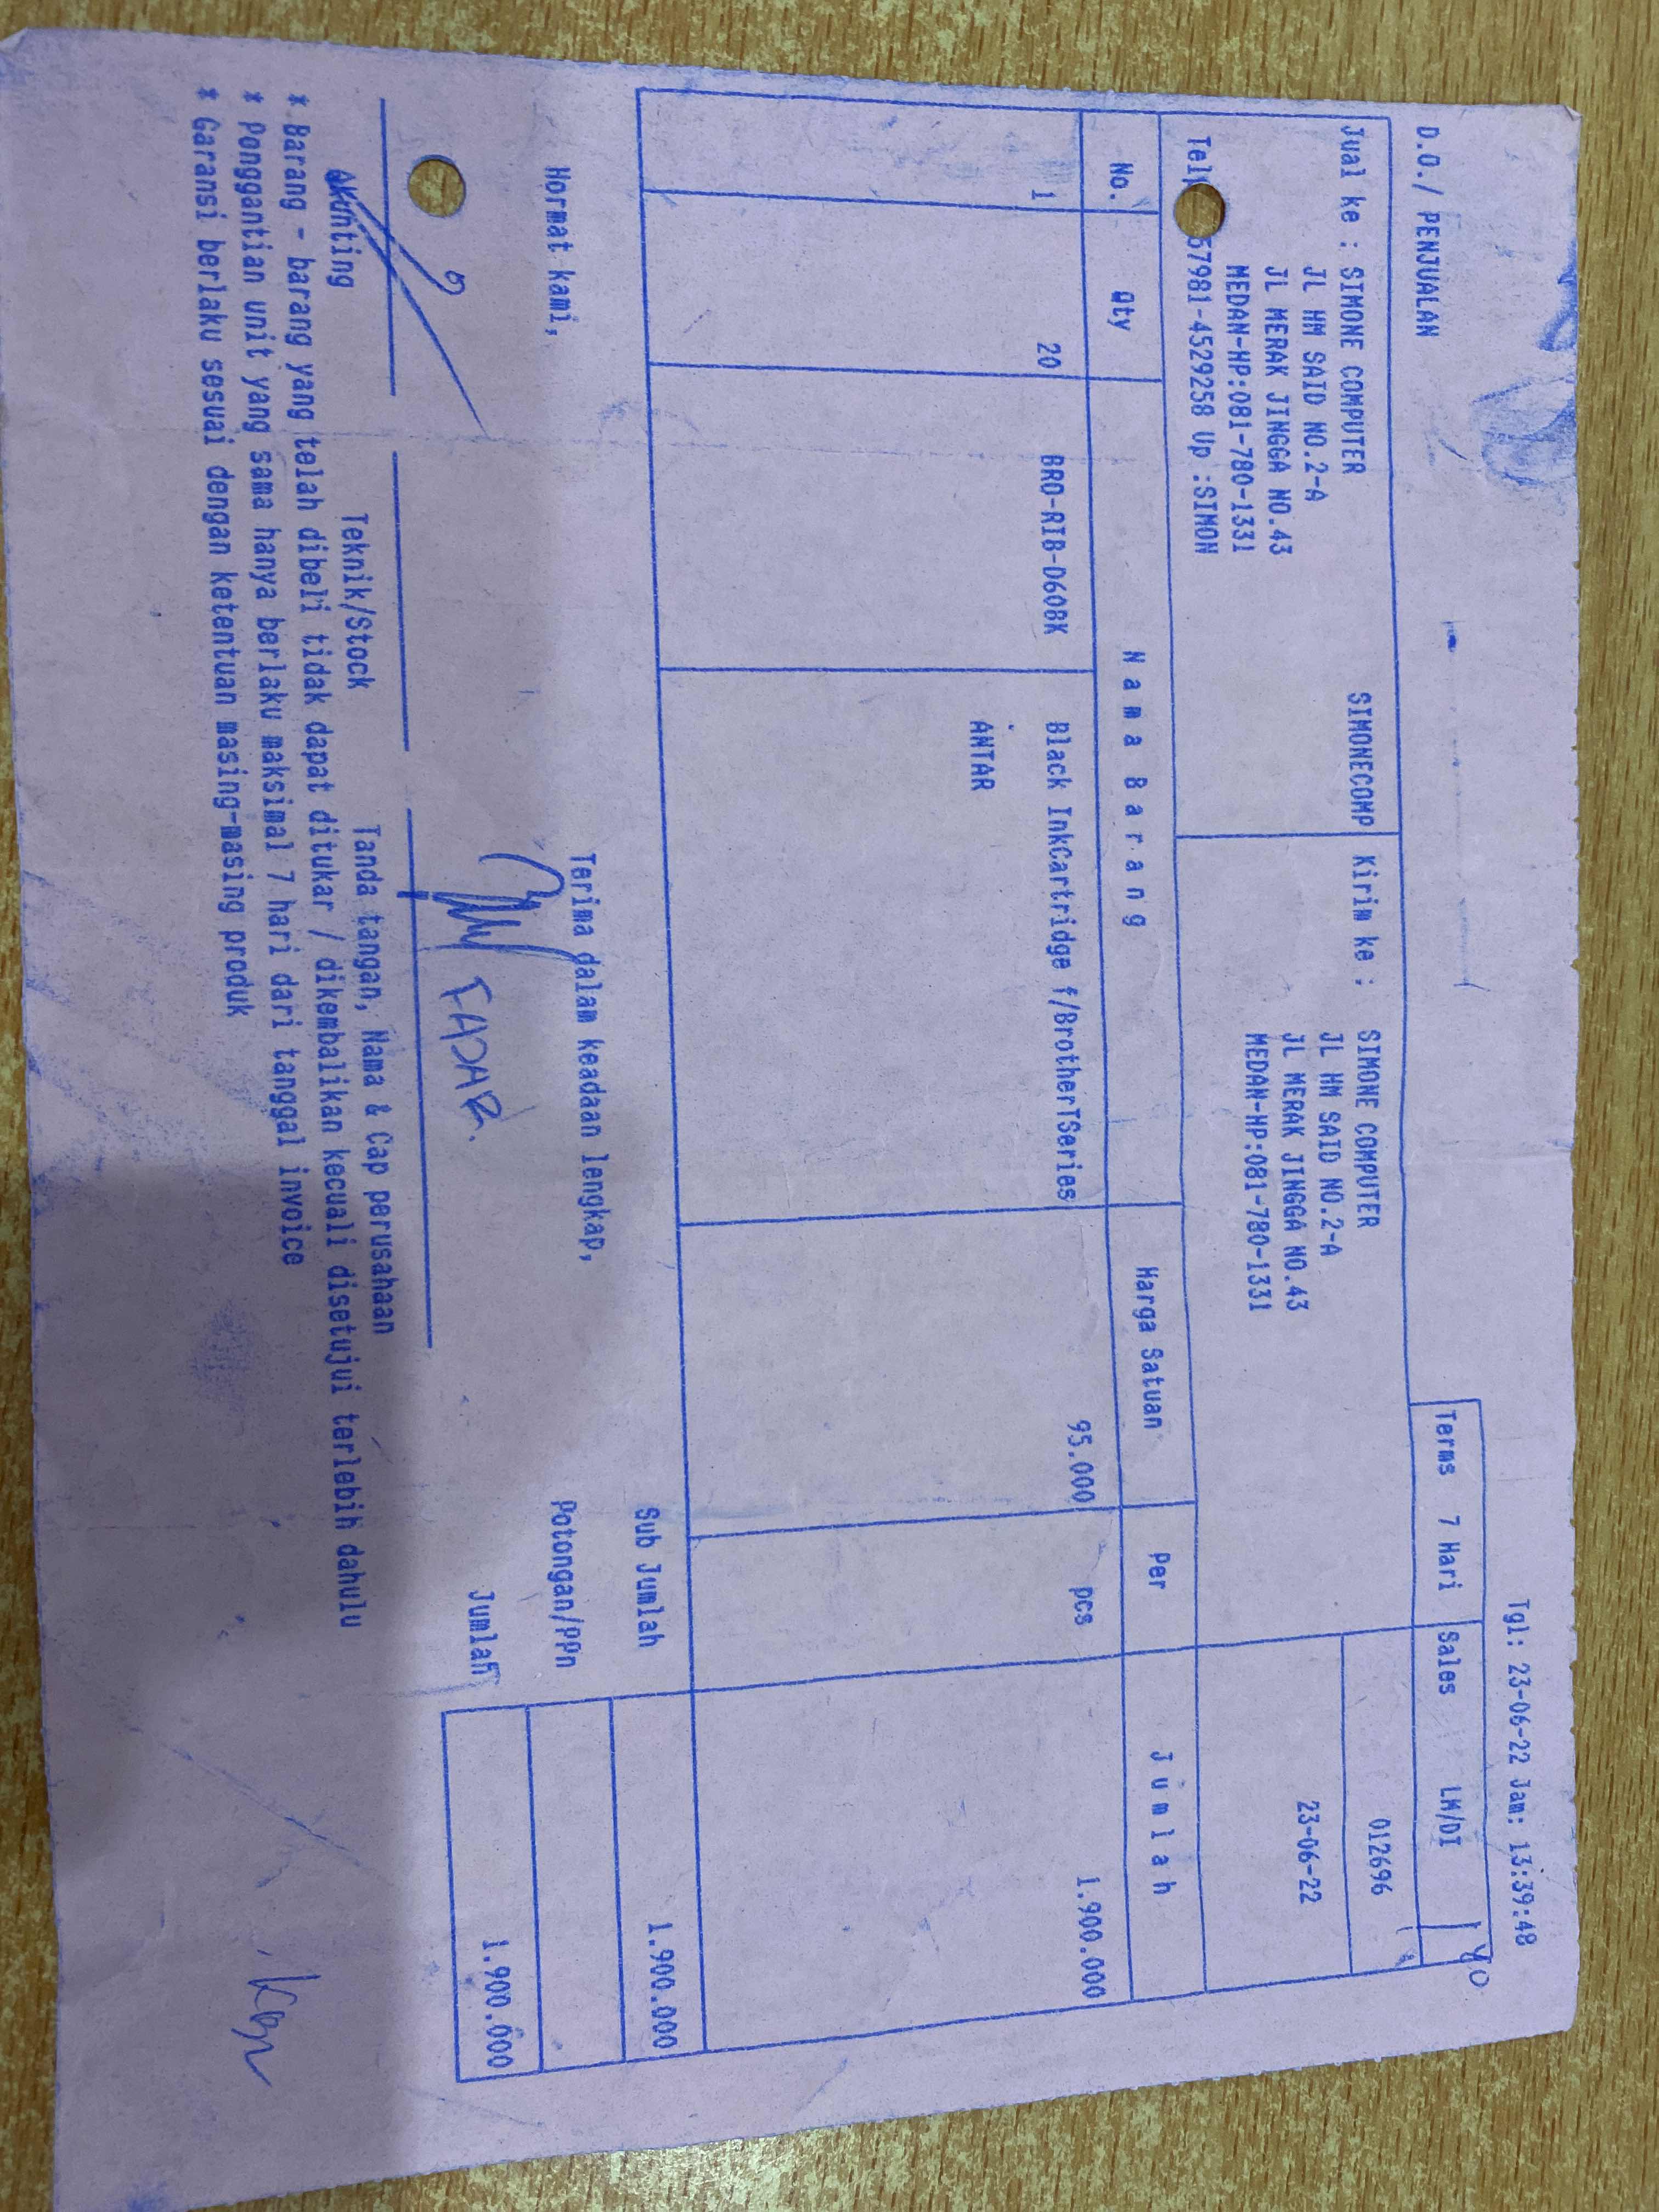 Tgl: 23-06-22 Jam: 13:39:48
D.O./ PENJUALAN
Terms 7 Hari Sales LM/DI
Jual ke : SIMONE COMPUTER SIMONECOMP Kirim ke : SIMONE COMPUTER 012696
JL HM SAID NO.2-A JL HM SAID NO.2-A
JL MERAK JINGGA NO.43 JL MERAK JINGGA NO.43 23-06-22
MEDAN-HP:081-780-1331 MEDAN-HP:081-780-1331
57981-4529258 Up :SIMON
No. Qty Nama Barang Harga Satuan Per Jumlah
1 20 BRO-RIB-D60BK Black InkCartridge f/BrotherTSeries 95.000 pcs 1.900.000
ANTAR
Sub Jumlah 1.900.000
Hormat kami, Terima dalam keadaan lengkap, Potongan/PPn
Jumlah 1.900.000
FADAR.
Akunting Teknik/Stock Tanda tangan, Nama & Cap perusahaan
* Barang - barang yang telah dibeli tidak dapat ditukar / dikembalikan kecuali disetujui terlebih dahulu
* Penggantian unit yang sama hanya berlaku maksimal 7 hari dari tanggal invoice
* Garansi berlaku sesuai dengan ketentuan masing-masing produk